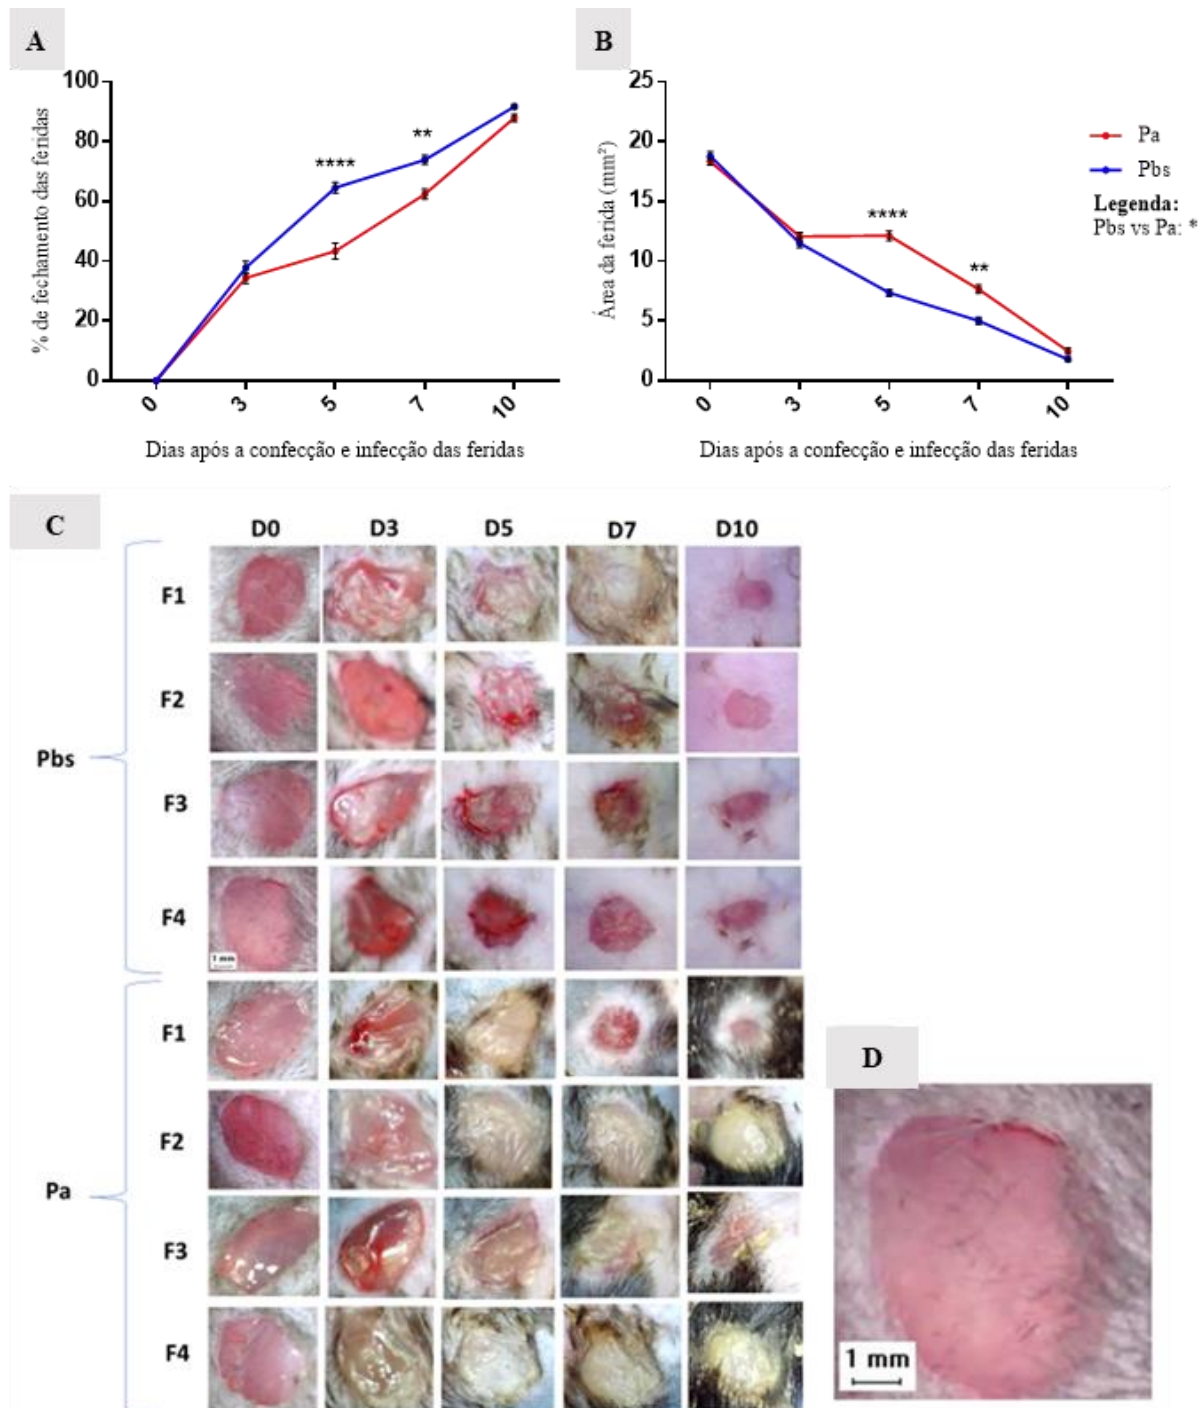 A
B
% de fechamento das feridas
100
80
60
40
20
0
****
**
0
3
5
7
10
Dias após a confecção e infecção das feridas
Área da ferida (mm²)
25
20
15
10
5
0
****
**
0
3
5
7
10
Dias após a confecção e infecção das feridas
Pa
Pbs
Legenda:
Pbs vs Pa: *
C
D0 D3 D5 D7 D10
Pbs
F1
F2
F3
F4
1 mm
Pa
F1
F2
F3
F4
D
1 mm